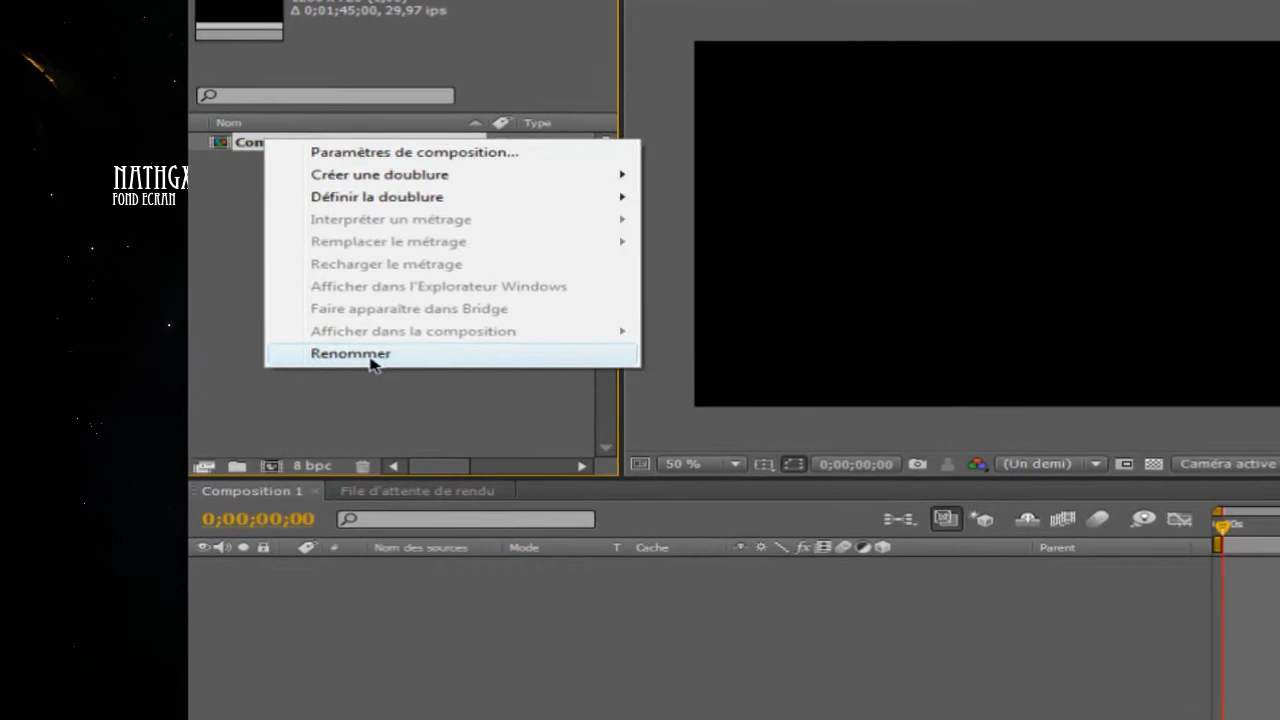 Δ 0;01:45;00, 29,97 ips
Nom
Type
Paramètres de composition...
Créer une doublure
Définir la doublure
Interpréter un métrage
Remplacer le métrage
Recharger le métrage
Afficher dans l'Explorateur Windows
Faire apparaître dans Bridge
Afficher dans la composition
Renommer
NATHGX
FOND ECRAN
8 bpc
50 %
0;00;00;00
(Un demi)
Caméra active
Composition 1
File d'attente de rendu
0;00;00;00
#
Nom des sources
Mode
T
Cache
fx
Parent